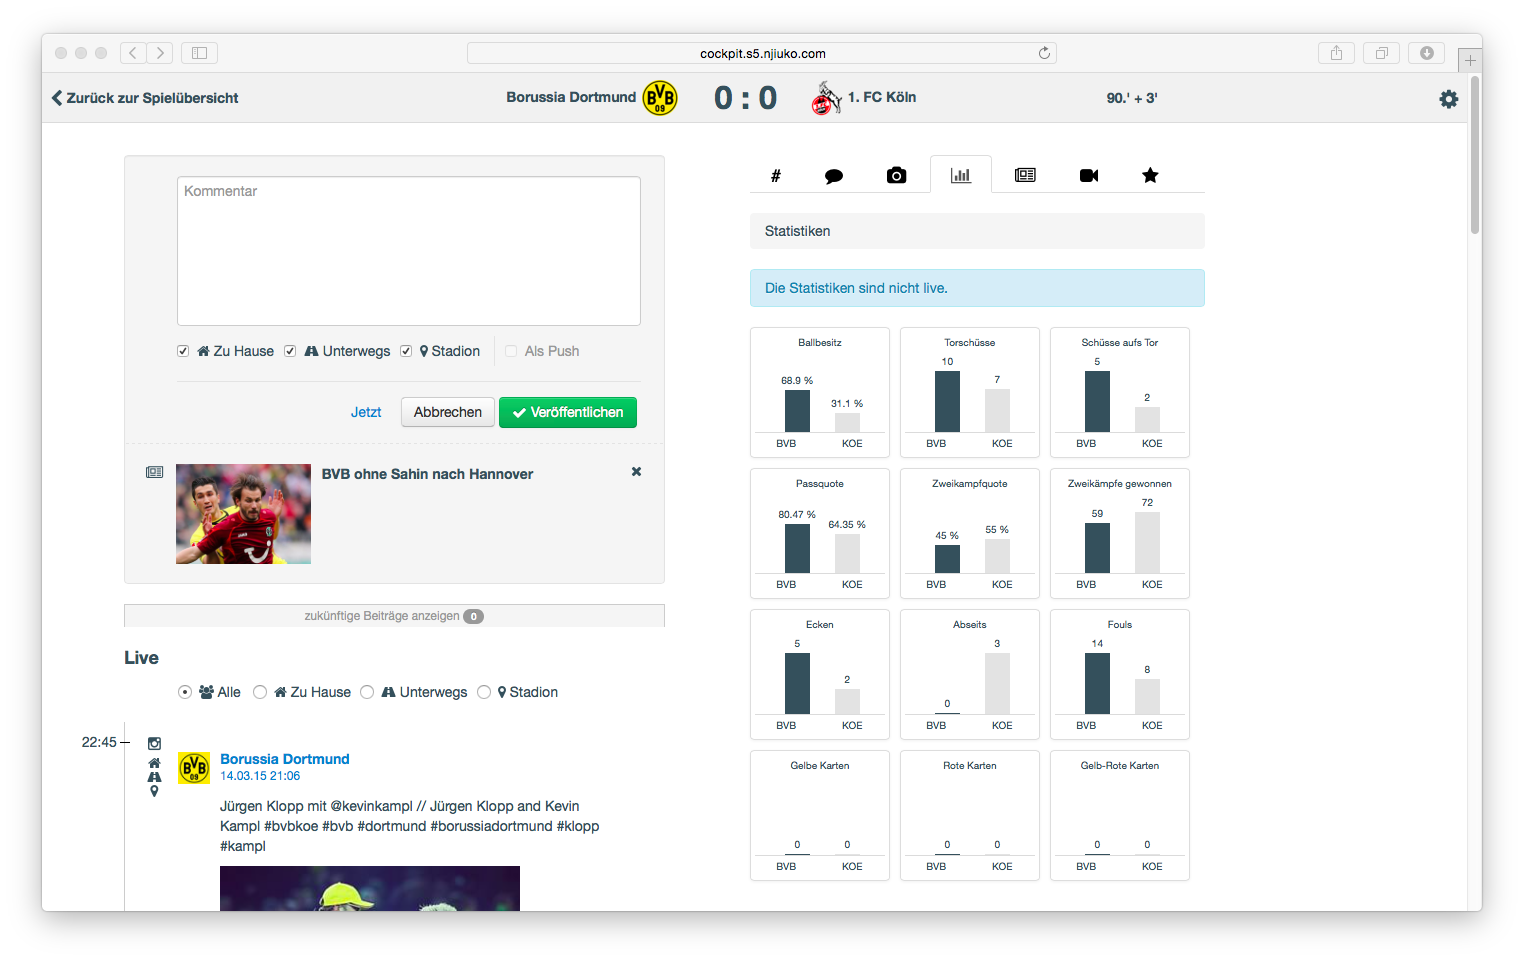 cockpit.s5.njiuko.com
Zurück zur Spielübersicht
Borussia Dortmund
BVB
09
0 : 0
1. FC Köln
90.' + 3'
Kommentar
Zu Hause
Unterwegs
Stadion
Als Push
Jetzt
Abbrechen
Veröffentlichen
BVB ohne Sahin nach Hannover
zukünftige Beiträge anzeigen 0
Live
Alle
Zu Hause
Unterwegs
Stadion
22:45
BVB
09
Borussia Dortmund
14.03.15 21:06
Jürgen Klopp mit @kevinkampl // Jürgen Klopp and Kevin
Kampl #bvbkoe #bvb #dortmund #borussiadortmund #klopp
#kampl
#
Statistiken
Die Statistiken sind nicht live.
Ballbesitz
68.9 %
31.1 %
BVB
KOE
Torschüsse
10
7
BVB
KOE
Schüsse aufs Tor
5
2
BVB
KOE
Passquote
80.47 %
64.35 %
BVB
KOE
Zweikampfquote
45 %
55 %
BVB
KOE
Zweikämpfe gewonnen
59
72
BVB
KOE
Ecken
5
2
BVB
KOE
Abseits
0
3
BVB
KOE
Fouls
14
8
BVB
KOE
Gelbe Karten
0
0
BVB
KOE
Rote Karten
0
0
BVB
KOE
Gelb-Rote Karten
0
0
BVB
KOE